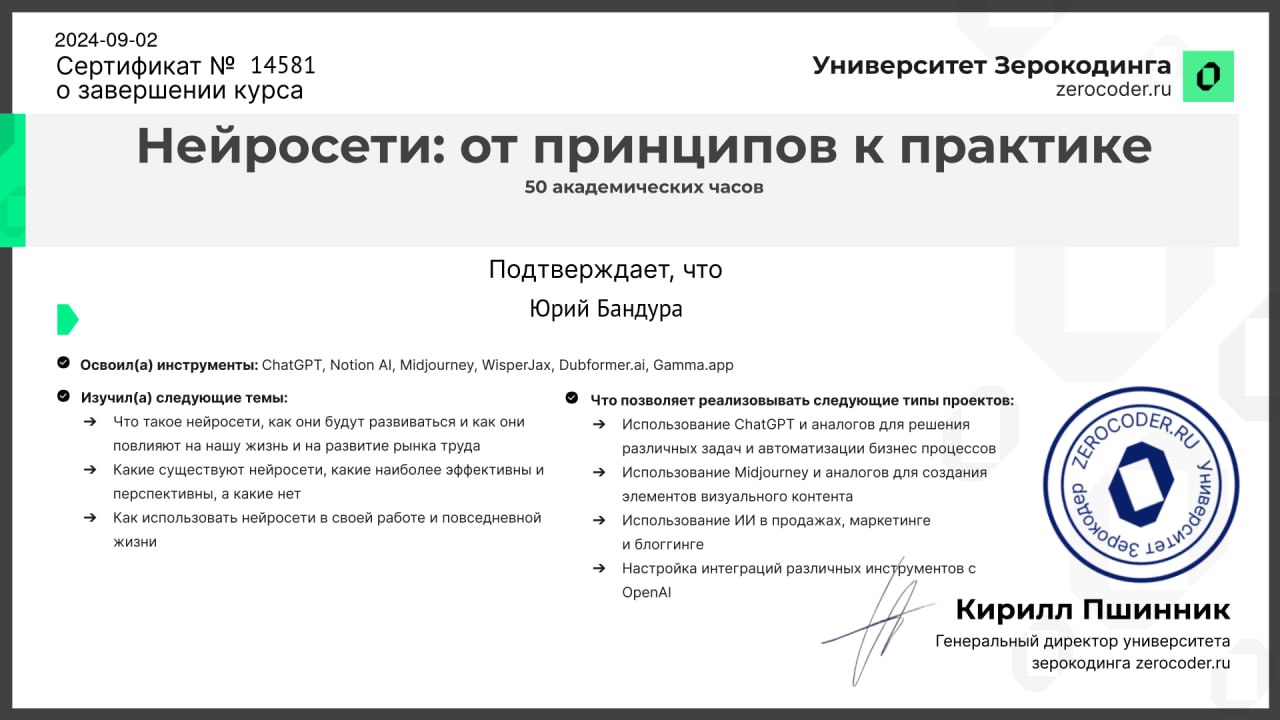 2024-09-02
Сертификат № 14581
о завершении курса
Университет Зерокодинга
zerocoder.ru
Нейросети: от принципов к практике
50 академических часов
Подтверждает, что
Юрий Бандура
Освоил(а) инструменты: ChatGPT, Notion AI, Midjourney, WisperJax, Dubformer.ai, Gamma.app
Изучил(а) следующие темы:
➔ Что такое нейросети, как они будут развиваться и как они
повлияют на нашу жизнь и на развитие рынка труда
➔ Какие существуют нейросети, какие наиболее эффективны и
перспективны, а какие нет
➔ Как использовать нейросети в своей работе и повседневной
жизни
Что позволяет реализовывать следующие типы проектов:
➔ Использование ChatGPT и аналогов для решения
различных задач и автоматизации бизнес процессов
➔ Использование Midjourney и аналогов для создания
элементов визуального контента
➔ Использование ИИ в продажах, маркетинге
и блоггинге
➔ Настройка интеграций различных инструментов с
OpenAI
ZEROCODER.RU
Университет Зерокодер
Кирилл Пшинник
Генеральный директор университета
зерокодинга zerocoder.ru